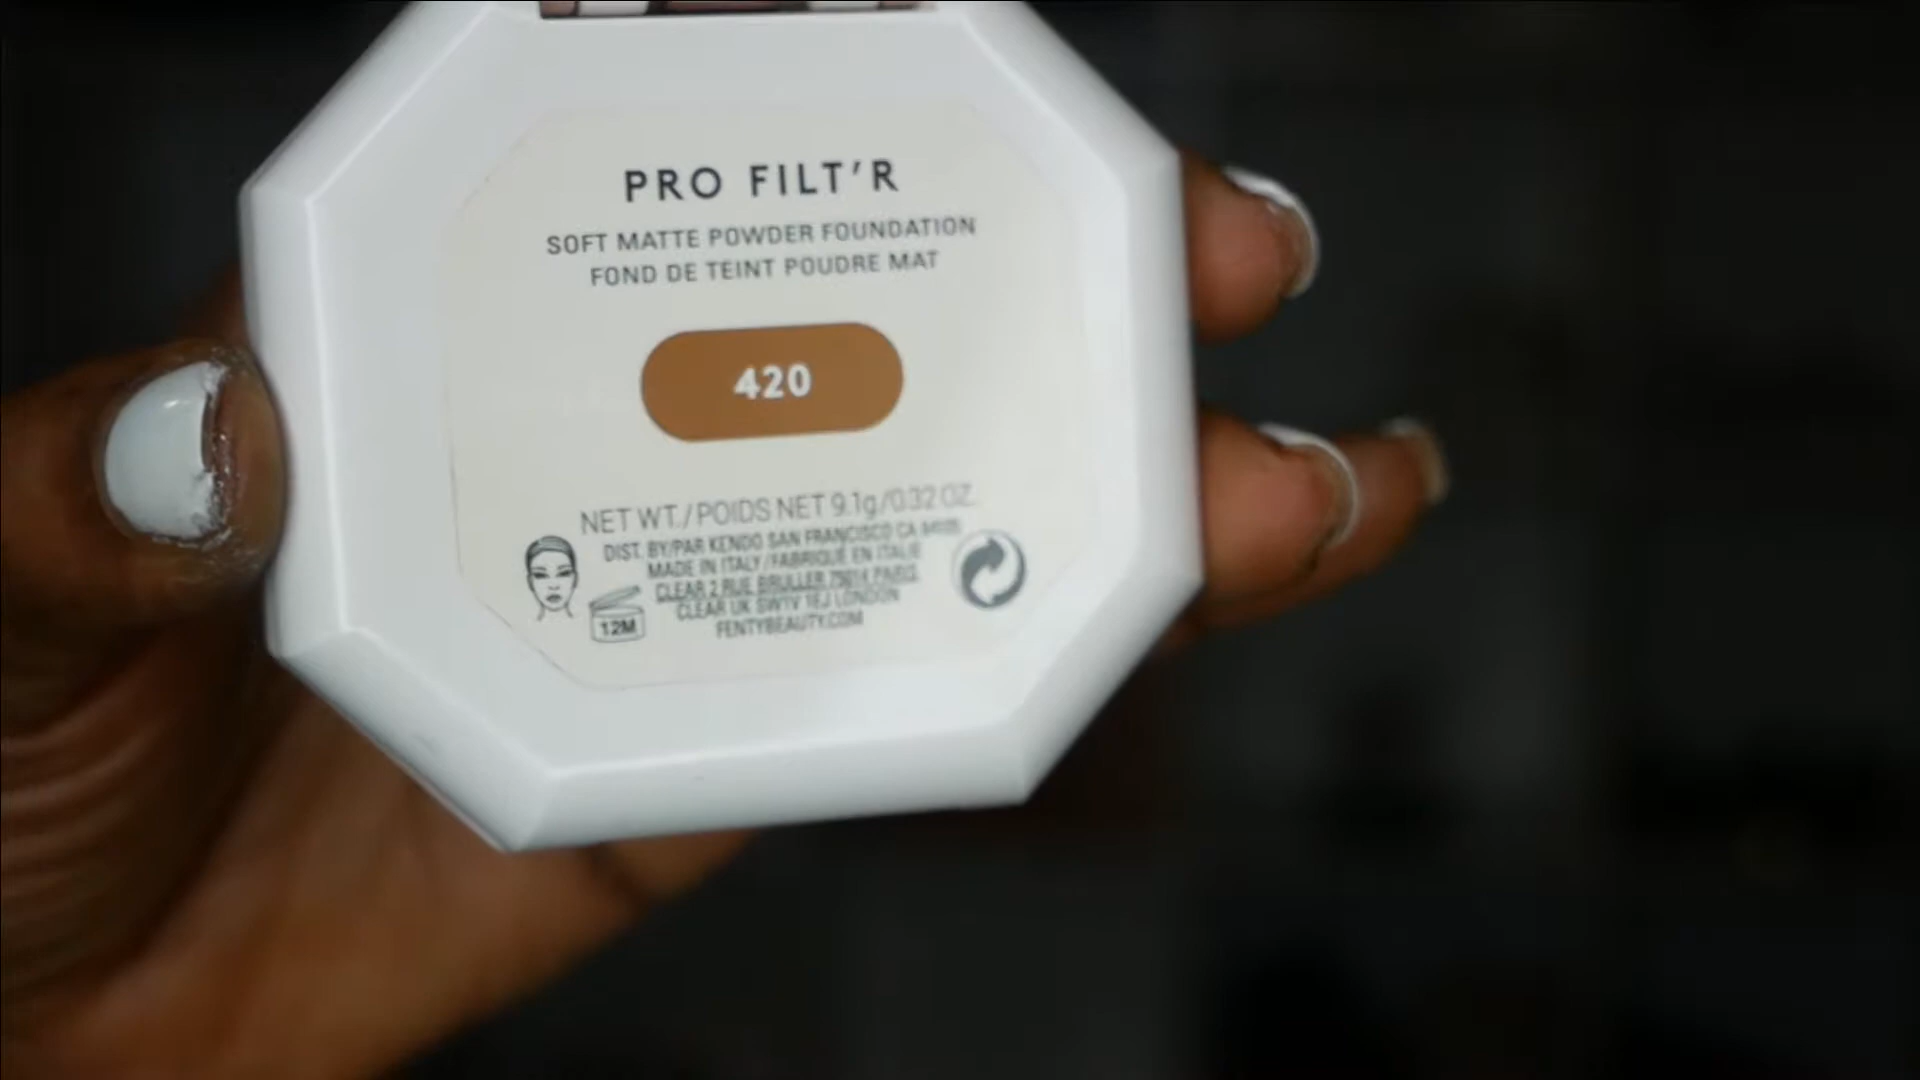 PRO FILT'R
SOFT MATTE POWDER FOUNDATION
FOND DE TEINT POUDRE MAT
420
NET WT./POIDS NET 9.1g/0.32 OZ.
DIST. BY/PAR KENDO SAN FRANCISCO CA
MADE IN ITALY/FABRIQUÉ EN ITALIE
CLEAR 2 RUE BRULLER 75014 PARIS
CLEAR UK SW1V 1EJ LONDON
FENTYBEAUTY.COM
12M